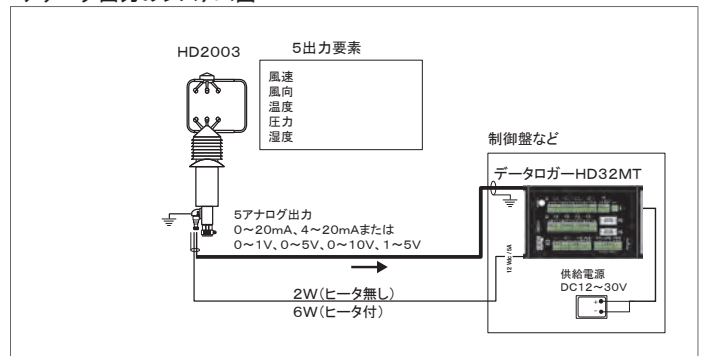 HD2003
5出力要素
風速
風向
温度
圧力
湿度
制御盤など
データロガーHD32MT
5アナログ出力
0～20mA、4～20mAまたは
0～1V、0～5V、0～10V、1～5V
12 Vdc / 5A
供給電源
DC12～30V
2W(ヒータ無し)
6W(ヒータ付)